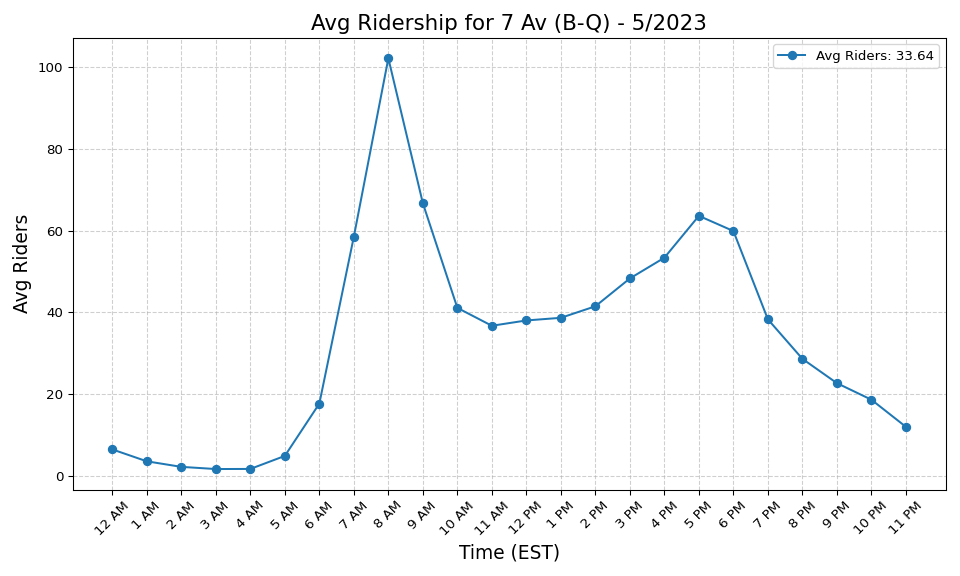 Avg Ridership for 7 Av (B-Q) - 5/2023
Avg Riders: 33.64
Avg Riders
100
80
60
40
20
0
12 AM
1 AM
2 AM
3 AM
4 AM
5 AM
6 AM
7 AM
8 AM
9 AM
10 AM
11 AM
12 PM
1 PM
2 PM
3 PM
4 PM
5 PM
6 PM
7 PM
8 PM
9 PM
10 PM
11 PM
Time (EST)